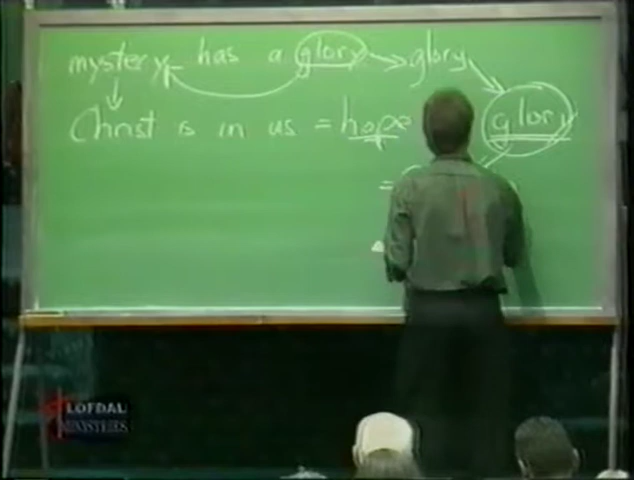 mystery has a glory glory
Christ is in us = hope glory
=
LOFDAL
MINISTRIES